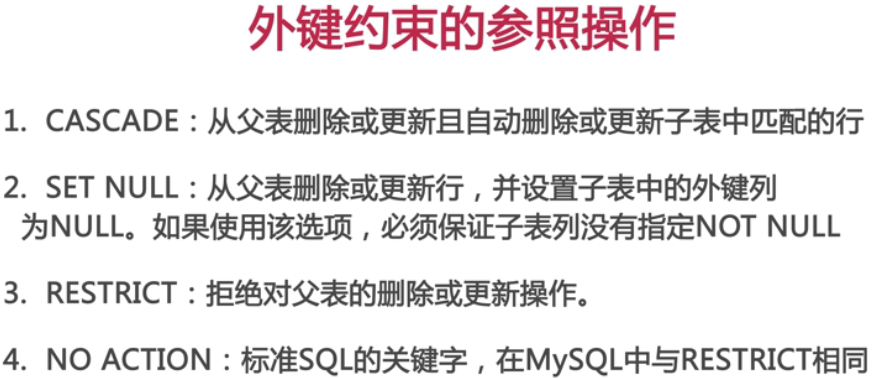 外键约束的参照操作
1. CASCADE：从父表删除或更新且自动删除或更新子表中匹配的行
2. SET NULL：从父表删除或更新行，并设置子表中的外键列
为NULL。如果使用该选项，必须保证子表列没有指定NOT NULL
3. RESTRICT：拒绝对父表的删除或更新操作。
4. NO ACTION：标准SQL的关键字，在MySQL中与RESTRICT相同